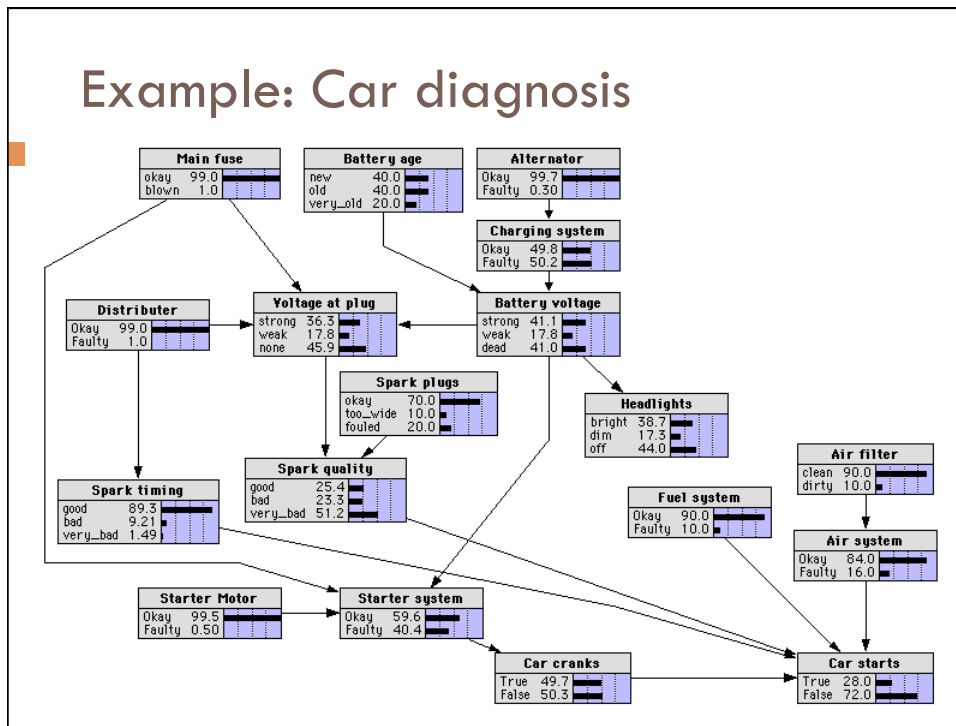 Example: Car diagnosis
Main fuse
okay 99.0
blown 1.0
Battery age
new 40.0
old 40.0
very_old 20.0
Alternator
Okay 99.7
Faulty 0.30
Charging system
Okay 49.8
Faulty 50.2
Distributer
Okay 99.0
Faulty 1.0
Voltage at plug
strong 36.3
weak 17.8
none 45.9
Battery voltage
strong 41.1
weak 17.8
dead 41.0
Spark plugs
okay 70.0
too_wide 10.0
fouled 20.0
Headlights
bright 38.7
dim 17.3
off 44.0
Spark quality
good 25.4
bad 23.3
very_bad 51.2
Spark timing
good 89.3
bad 9.21
very_bad 1.49
Air filter
clean 90.0
dirty 10.0
Fuel system
Okay 90.0
Faulty 10.0
Air system
Okay 84.0
Faulty 16.0
Starter Motor
Okay 99.5
Faulty 0.50
Starter system
Okay 59.6
Faulty 40.4
Car cranks
True 49.7
False 50.3
Car starts
True 28.0
False 72.0